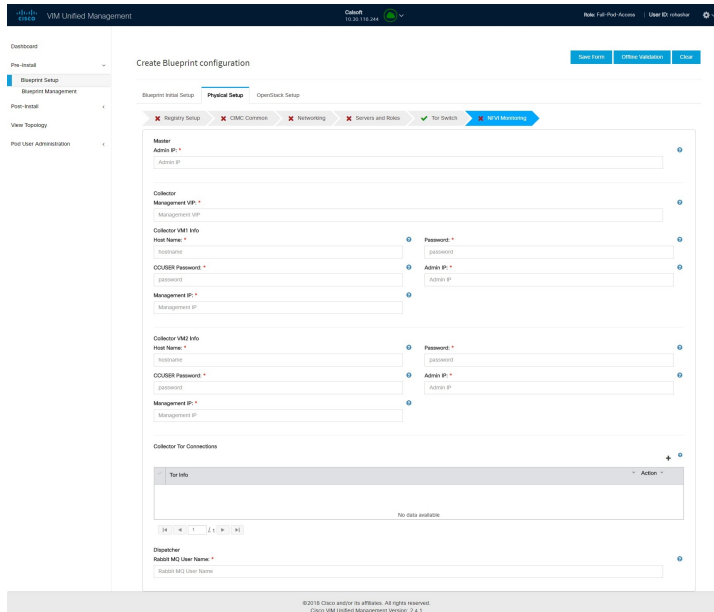 cisco VIM Unified Management
Calsoft
10.30.118.244
Role: Full-Pod-Access | User ID: rohashar
Dashboard
Pre-Install
Blueprint Setup
Blueprint Management
Post-Install
View Topology
Pod User Administration
Create Blueprint configuration
Save Form Offline Validation Clear
Blueprint Initial Setup Physical Setup OpenStack Setup
Registry Setup CIMC Common Networking Servers and Roles Tor Switch NFVI Monitoring
Master
Admin IP: *
Admin IP
Collector
Management VIP: *
Management VIP
Collector VM1 Info
Host Name: * Password: *
hostname password
CCUSER Password: * Admin IP: *
password Admin IP
Management IP: *
Management IP
Collector VM2 Info
Host Name: * Password: *
hostname password
CCUSER Password: * Admin IP: *
password Admin IP
Management IP: *
Management IP
Collector Tor Connections
+
Tor Info Action
No data available
1 / 1
Dispatcher
Rabbit MQ User Name: *
Rabbit MQ User Name
©2018 Cisco and/or its affiliates. All rights reserved.
Cisco VIM Unified Management Version: 2.4.1